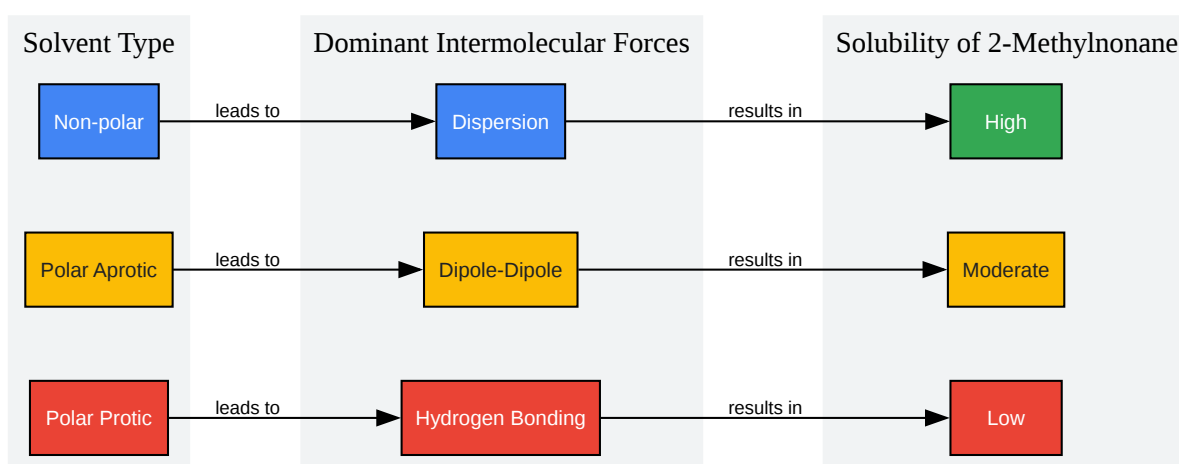 Solvent Type
Dominant Intermolecular Forces
Solubility of 2-Methylnonane
Non-polar
leads to
Dispersion
results in
High
Polar Aprotic
leads to
Dipole-Dipole
results in
Moderate
Polar Protic
leads to
Hydrogen Bonding
results in
Low